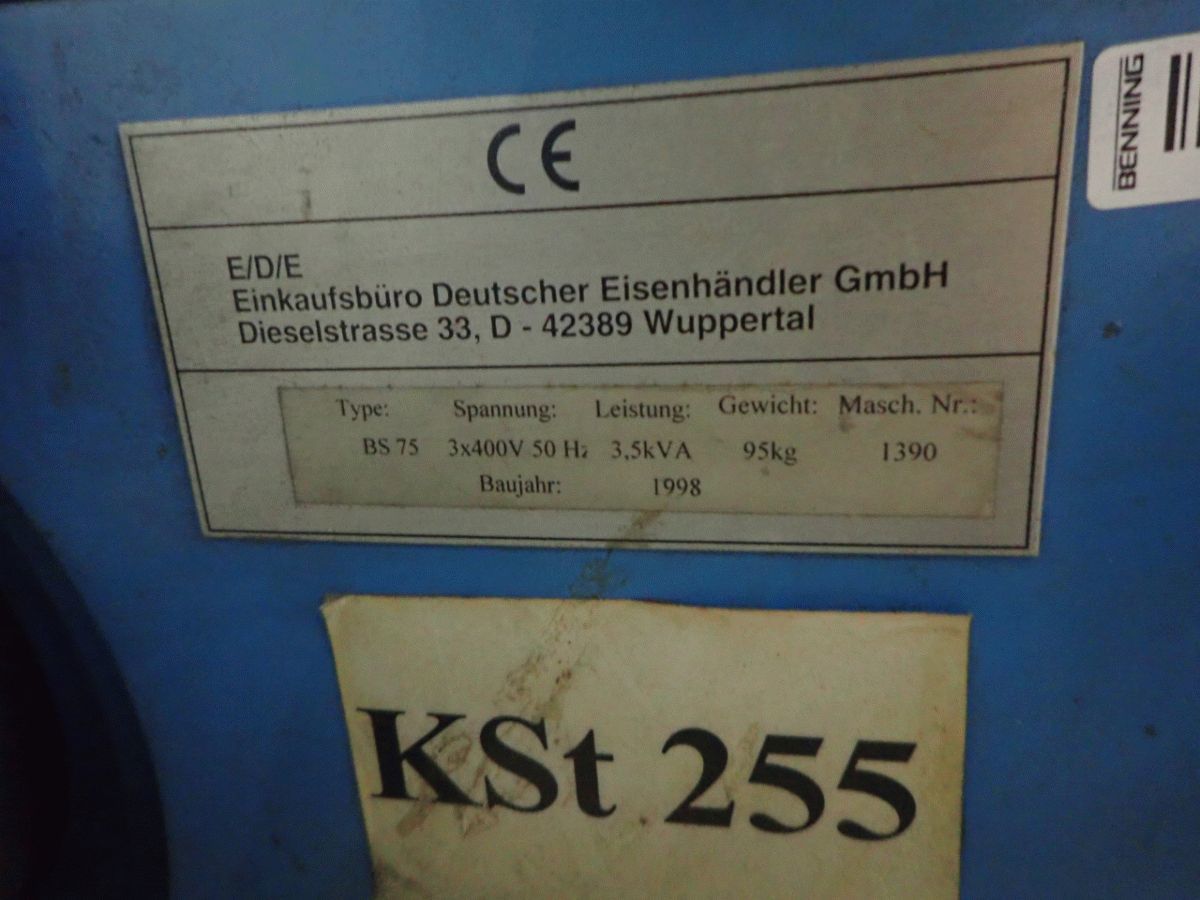 CE
BENNING
E/D/E
Einkaufsbüro Deutscher Eisenhändler GmbH
Dieselstrasse 33, D - 42389 Wuppertal
Type: Spannung: Leistung: Gewicht: Masch. Nr.:
BS 75 3x400V 50 Hz 3,5kVA 95kg 1390
Baujahr: 1998
KSt 255